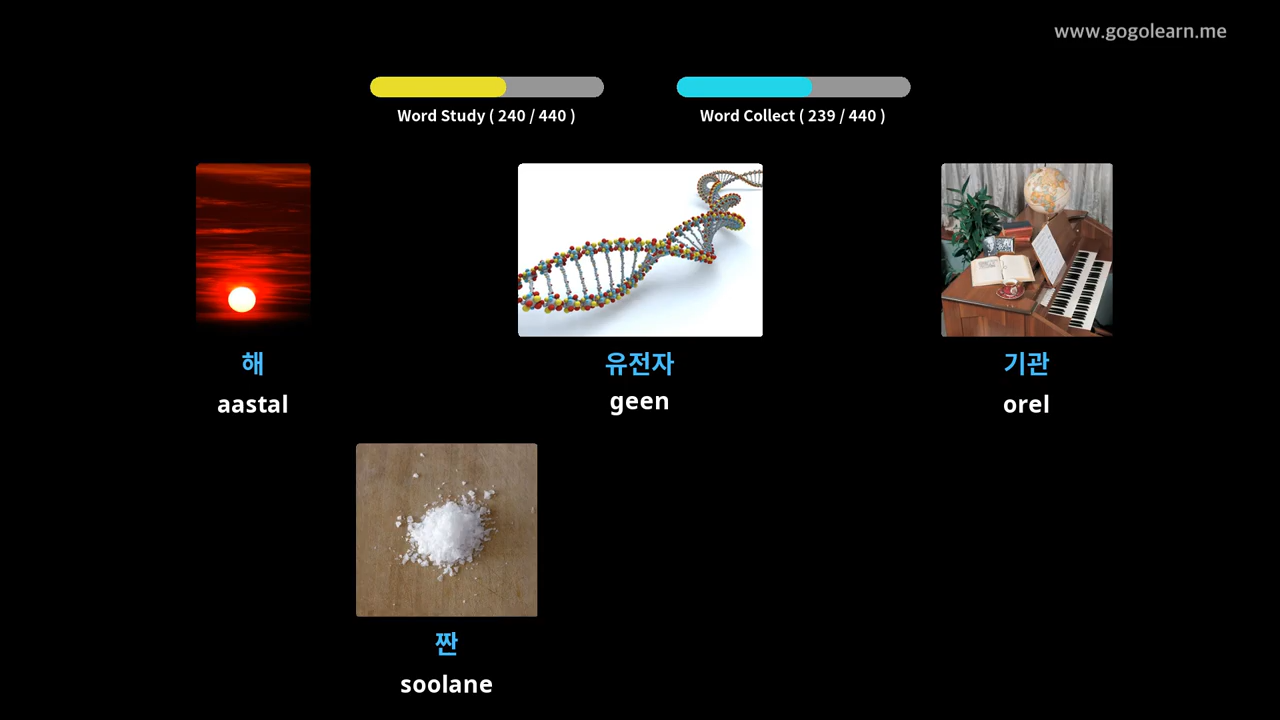 www.gogolearn.me
Word Study ( 240 / 440 )
Word Collect ( 239 / 440 )
해
aastal
유전자
geen
기관
orel
짠
soolane